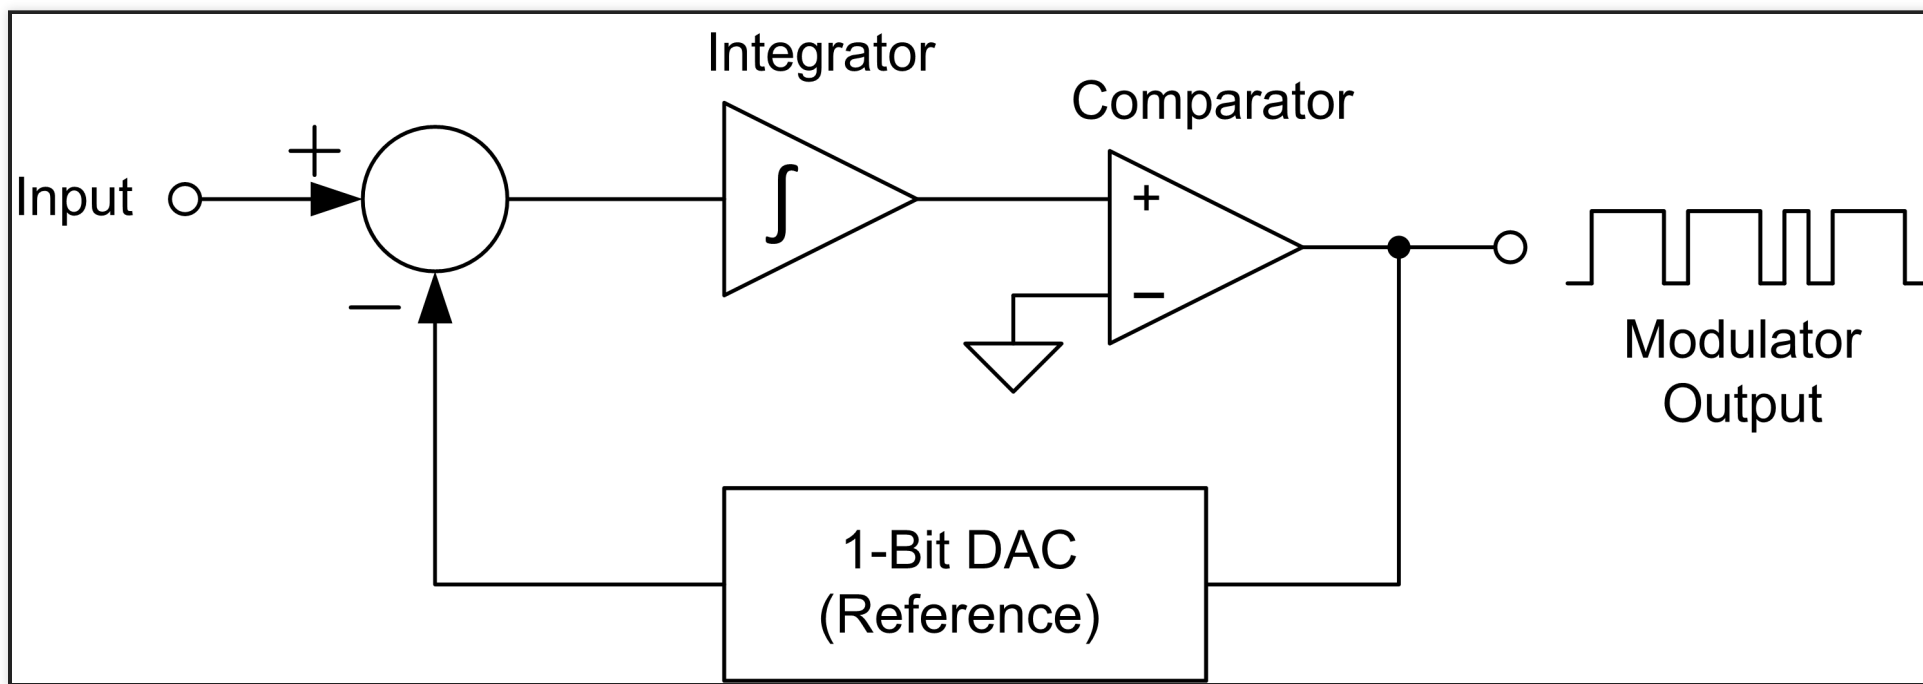 Integrator
Comparator
+
Input
∫
+
−
−
Modulator
Output
1-Bit DAC
(Reference)